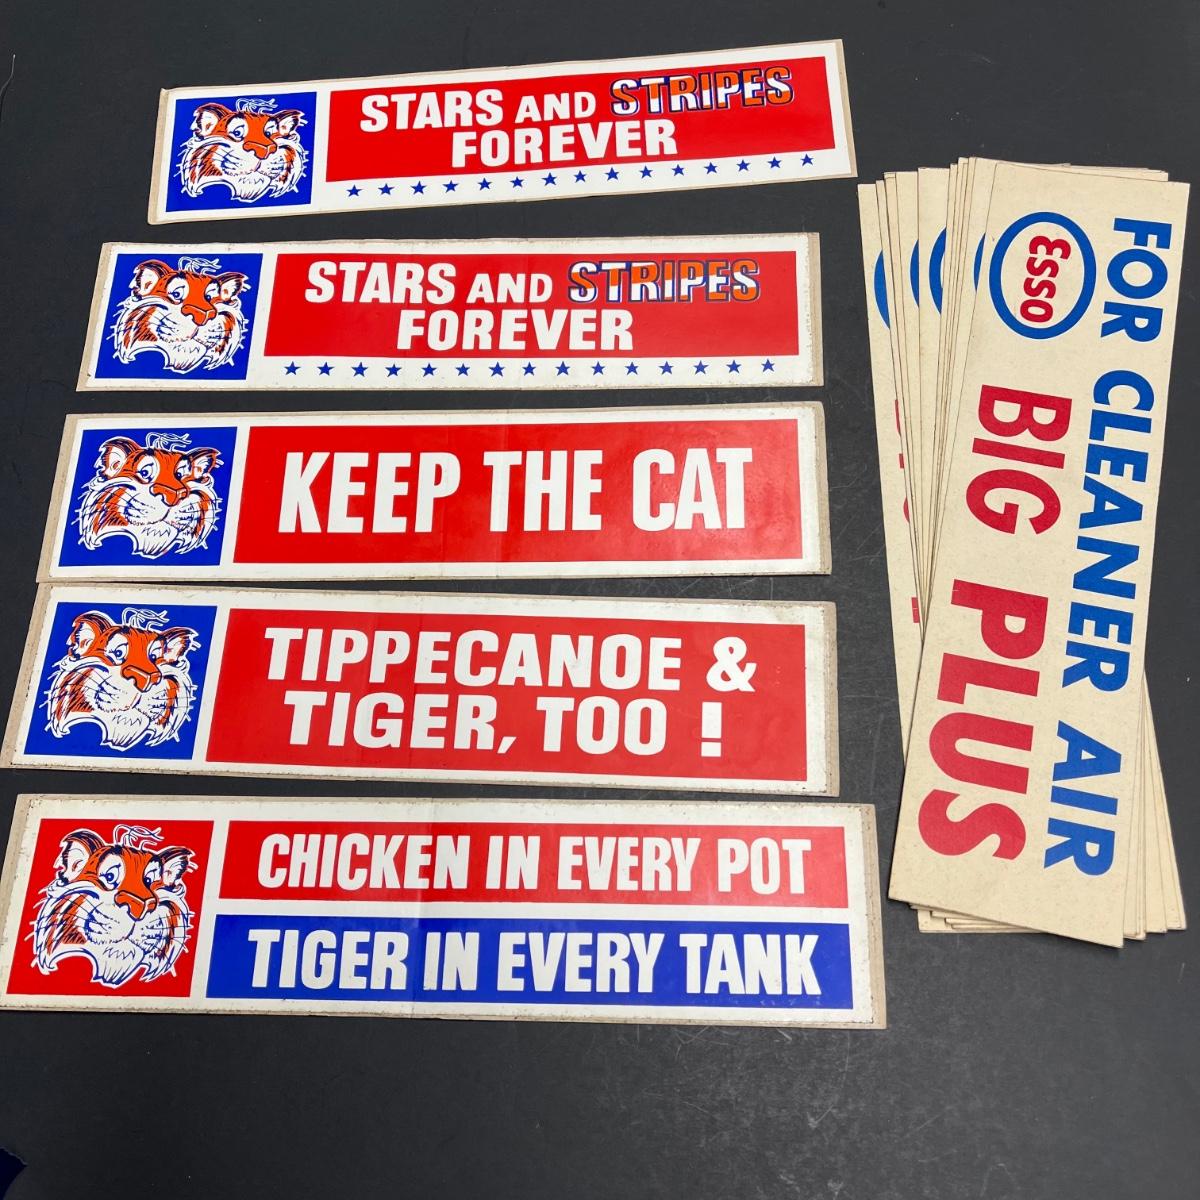 STARS AND STRIPES
FOREVER
STARS AND STRIPES
FOREVER
KEEP THE CAT
TIPPECANOE &
TIGER, TOO !
CHICKEN IN EVERY POT
TIGER IN EVERY TANK
FOR CLEANER AIR
ESSO
BIG PLUS